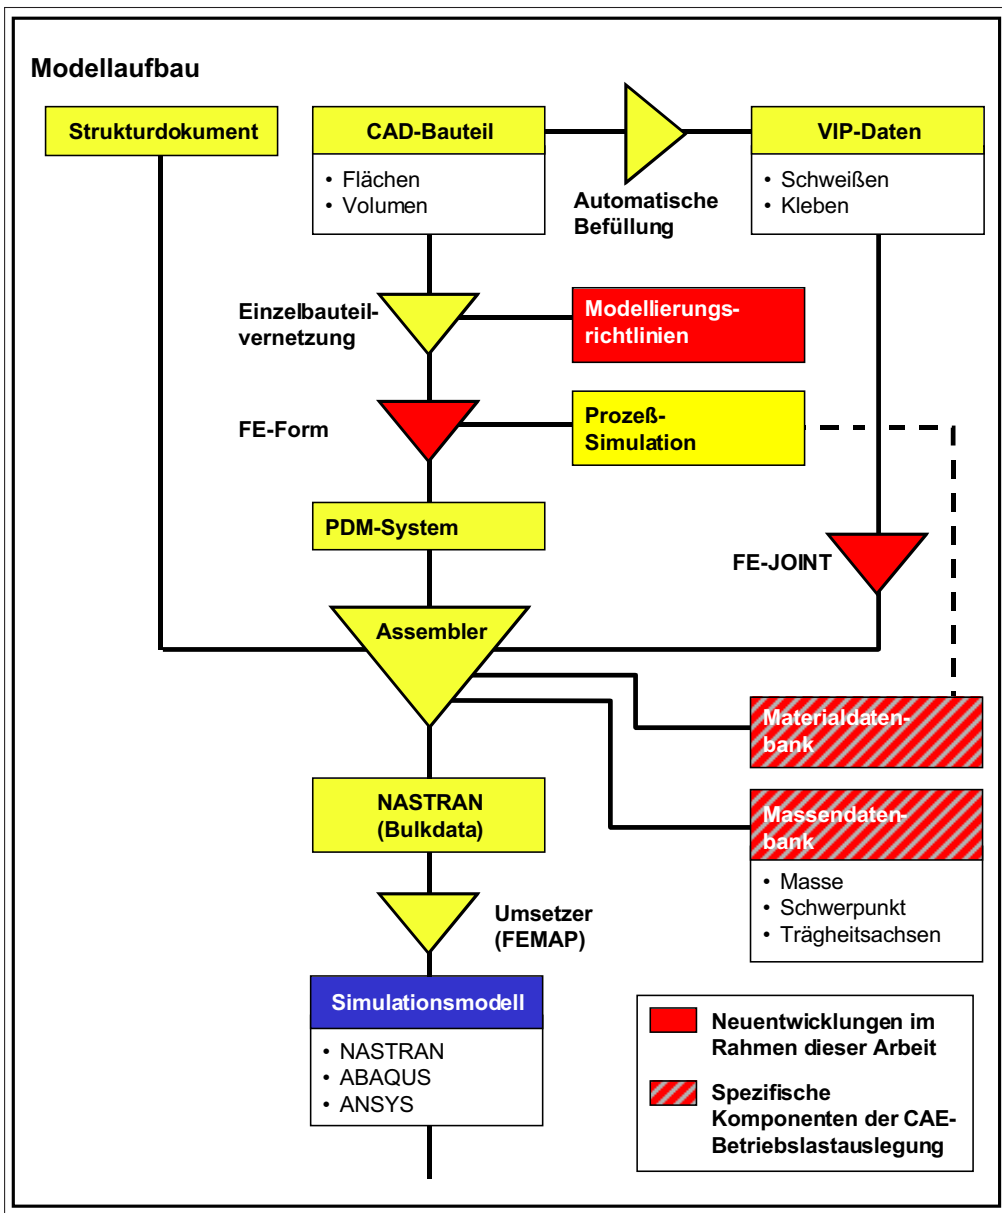 Modellaufbau
Strukturdokument
CAD-Bauteil
• Flächen
• Volumen
Automatische
Befüllung
VIP-Daten
• Schweißen
• Kleben
Einzelbauteil-
vernetzung
Modellierungs-
richtlinien
FE-Form
Prozeß-
Simulation
PDM-System
FE-JOINT
Assembler
Materialdaten-
bank
NASTRAN
(Bulkdata)
Massendaten-
bank
• Masse
• Schwerpunkt
• Trägheitsachsen
Umsetzer
(FEMAP)
Simulationsmodell
• NASTRAN
• ABAQUS
• ANSYS
Neuentwicklungen im
Rahmen dieser Arbeit
Spezifische
Komponenten der CAE-
Betriebslastauslegung